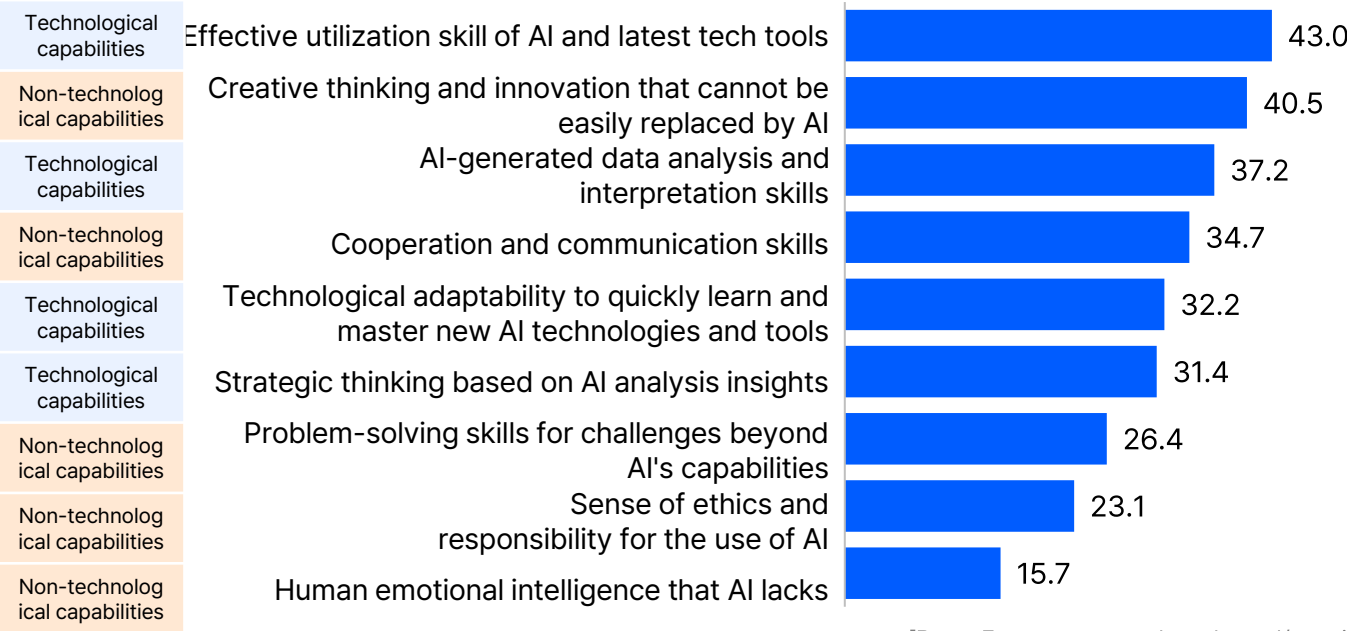 Technological
capabilities
Effective utilization skill of AI and latest tech tools
43.0
Non-technolog
ical capabilities
Creative thinking and innovation that cannot be
easily replaced by AI
40.5
Technological
capabilities
AI-generated data analysis and
interpretation skills
37.2
Non-technolog
ical capabilities
Cooperation and communication skills
34.7
Technological
capabilities
Technological adaptability to quickly learn and
master new AI technologies and tools
32.2
Technological
capabilities
Strategic thinking based on AI analysis insights
31.4
Non-technolog
ical capabilities
Problem-solving skills for challenges beyond
AI's capabilities
26.4
Non-technolog
ical capabilities
Sense of ethics and
responsibility for the use of AI
23.1
Non-technolog
ical capabilities
Human emotional intelligence that AI lacks
15.7